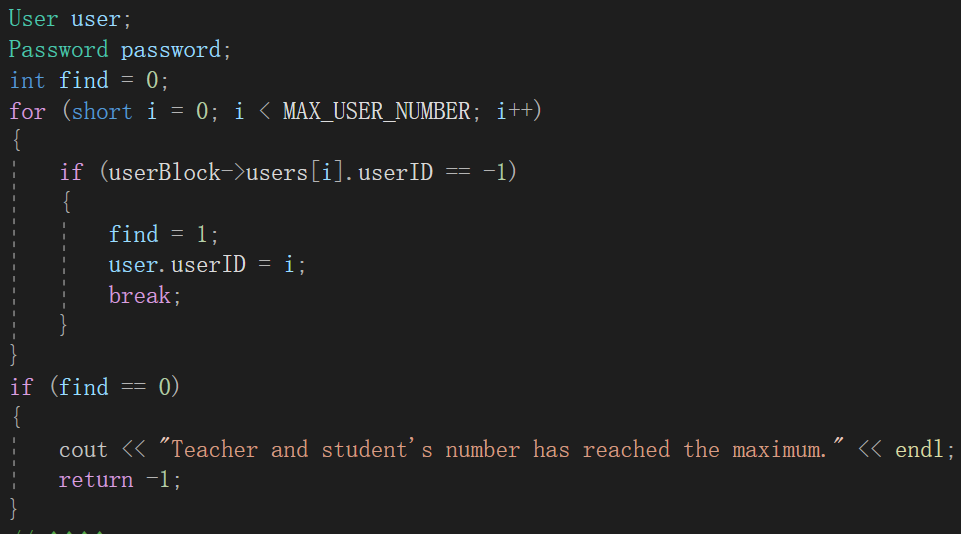 User user;
Password password;
int find = 0;
for (short i = 0; i < MAX_USER_NUMBER; i++)
{
    if (userBlock->users[i].userID == -1)
    {
        find = 1;
        user.userID = i;
        break;
    }
}
if (find == 0)
{
    cout << "Teacher and student's number has reached the maximum." << endl;
    return -1;
}